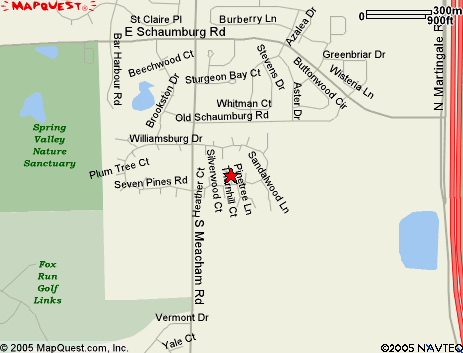 MAPQUEST
300m
900ft
St Claire Pl
Burbery Ln
E Schaumburg Rd
Azalea Dr
N Martingale R
Bar Harbour Rd
Beechwood Ct
Stevens Dr
Greenbriar Dr
Sturgeon Bay Ct
Buttonwood Cir
Wisteria Ln
Brookston Dr
Aster Dr
Whitman Ct
Old Schaumburg Rd
Spring
Valley
Nature
Sanctuary
Williamsburg Dr
Plum Tree Ct
Silverwood Ct
Sandalwood Ln
Pinetree Ln
Thornhill Ct
Seven Pines Rd
Heather Ct
S Meacham Rd
Fox
Run
Golf
Links
Vermont Dr
Yale Ct
© 2005 MapQuest.com, Inc.
©2005 NAVTEQ